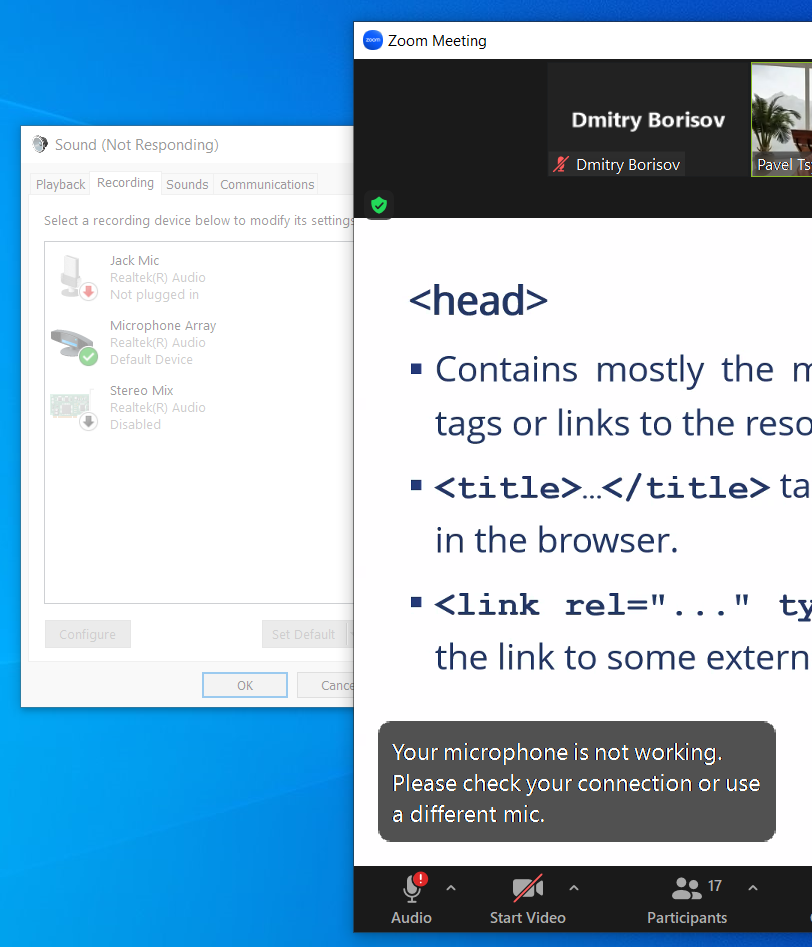 Zoom Meeting
Dmitry Borisov
Dmitry Borisov
Pavel Ts
Sound (Not Responding)
Playback Recording Sounds Communications
Select a recording device below to modify its settings
Jack Mic
Realtek(R) Audio
Not plugged in
Microphone Array
Realtek(R) Audio
Default Device
Stereo Mix
Realtek(R) Audio
Disabled
Configure Set Default
OK Cance
<head>
▪ Contains mostly the m
tags or links to the reso
▪ <title>…</title> ta
in the browser.
▪ <link rel="..." ty
the link to some extern
Your microphone is not working.
Please check your connection or use
a different mic.
Audio Start Video 17 Participants